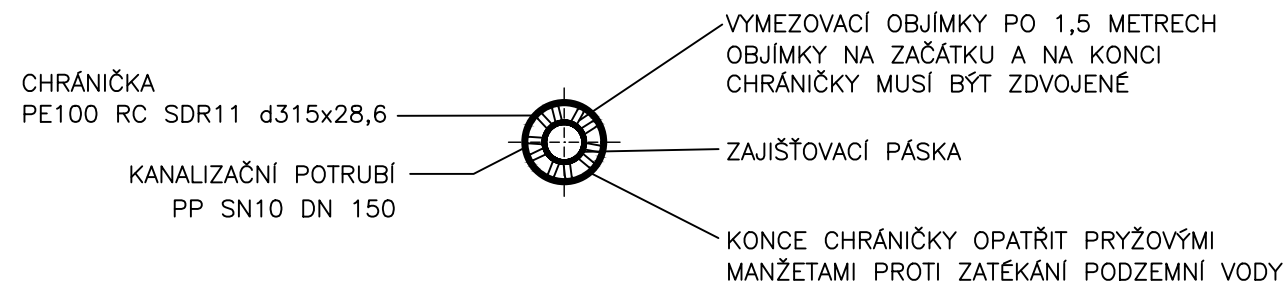 CHRÁNIČKA
PE100 RC SDR11 d315x28,6
KANALIZAČNÍ POTRUBÍ
PP SN10 DN 150
VYMEZOVACÍ OBJÍMKY PO 1,5 METRECH
OBJÍMKY NA ZAČÁTKU A NA KONCI
CHRÁNIČKY MUSÍ BÝT ZDVOJENÉ
ZAJIŠŤOVACÍ PÁSKA
KONCE CHRÁNIČKY OPATŘIT PRYŽOVÝMI
MANŽETAMI PROTI ZATÉKÁNÍ PODZEMNÍ VODY